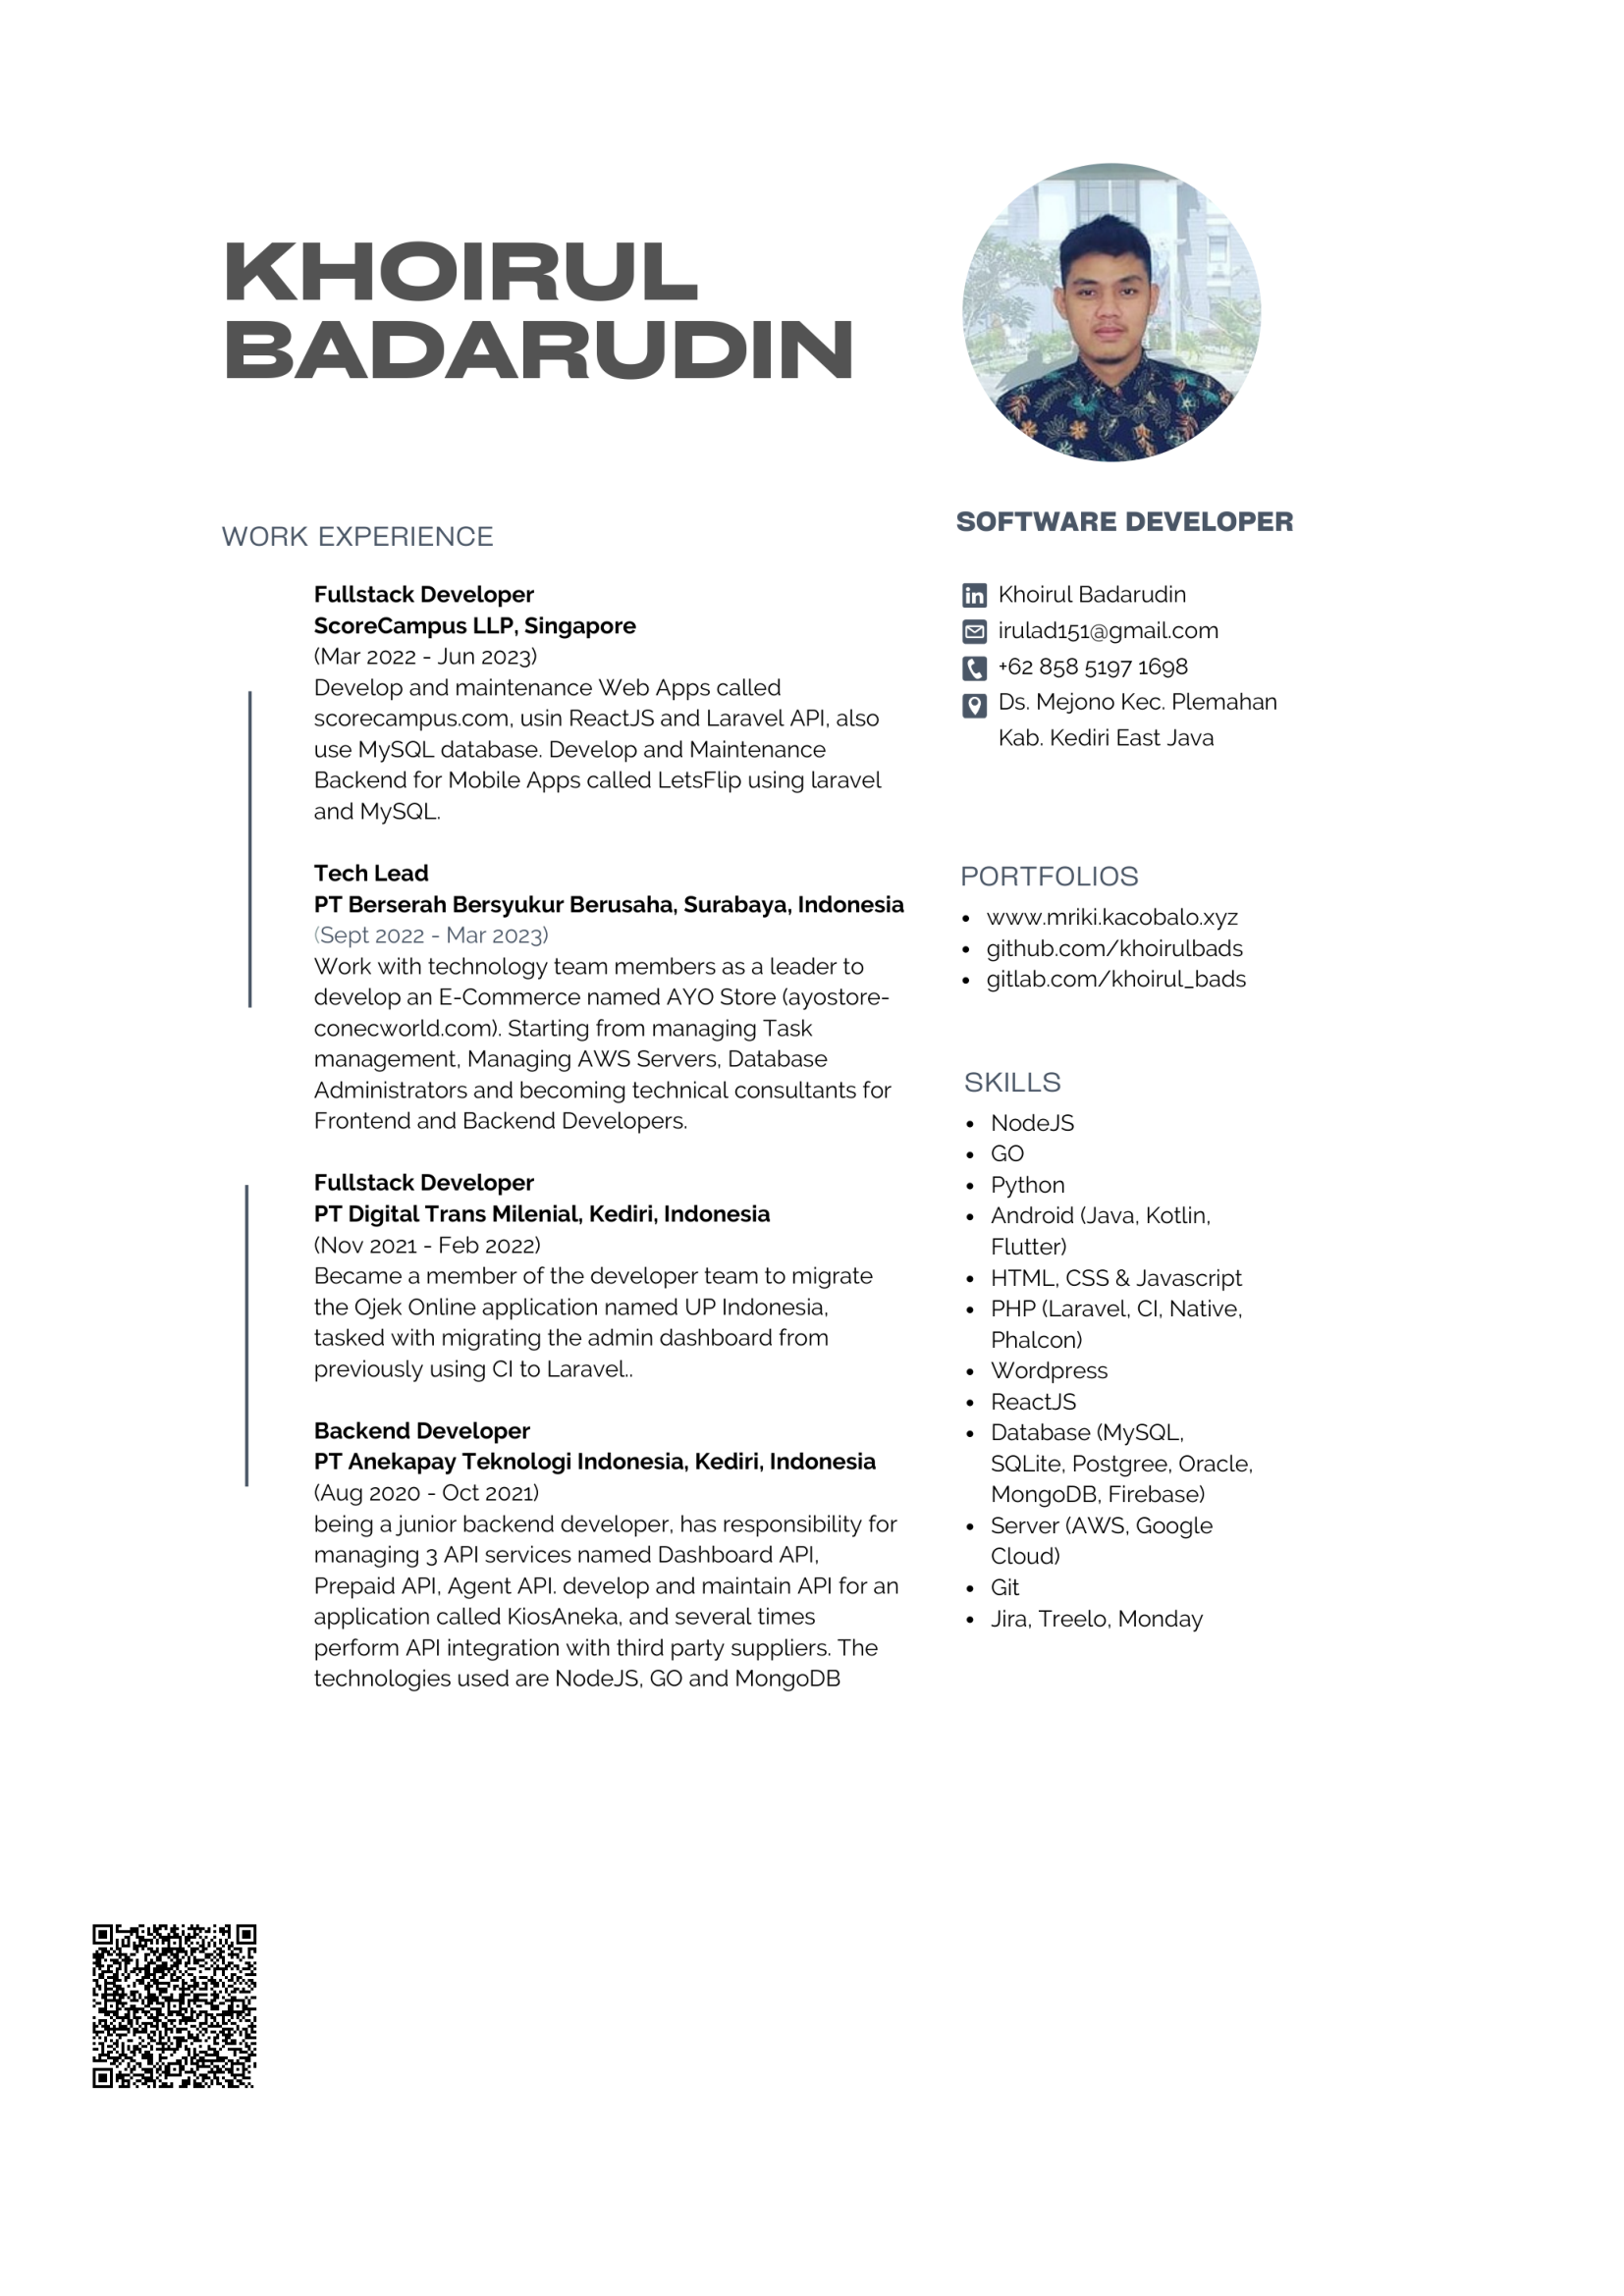 KHOIRUL
BADARUDIN
WORK EXPERIENCE
Fullstack Developer
ScoreCampus LLP, Singapore
(Mar 2022 - Jun 2023)
Develop and maintenance Web Apps called
scorecampus.com, usin ReactJS and Laravel API, also
use MySQL database. Develop and Maintenance
Backend for Mobile Apps called LetsFlip using laravel
and MySQL.
Tech Lead
PT Berserah Bersyukur Berusaha, Surabaya, Indonesia
(Sept 2022 - Mar 2023)
Work with technology team members as a leader to
develop an E-Commerce named AYO Store (ayostore-
conecworld.com). Starting from managing Task
management, Managing AWS Servers, Database
Administrators and becoming technical consultants for
Frontend and Backend Developers.
Fullstack Developer
PT Digital Trans Milenial, Kediri, Indonesia
(Nov 2021 - Feb 2022)
Became a member of the developer team to migrate
the Ojek Online application named UP Indonesia,
tasked with migrating the admin dashboard from
previously using CI to Laravel..
Backend Developer
PT Anekapay Teknologi Indonesia, Kediri, Indonesia
(Aug 2020 - Oct 2021)
being a junior backend developer, has responsibility for
managing 3 API services named Dashboard API,
Prepaid API, Agent API. develop and maintain API for an
application called KiosAneka, and several times
perform API integration with third party suppliers. The
technologies used are NodeJS, GO and MongoDB
SOFTWARE DEVELOPER
in Khoirul Badarudin
irulad151@gmail.com
+62 858 5197 1698
Ds. Mejono Kec. Plemahan
Kab. Kediri East Java
PORTFOLIOS
• www.mriki.kacobalo.xyz
• github.com/khoirulbads
• gitlab.com/khoirul_bads
SKILLS
• NodeJS
• GO
• Python
• Android (Java, Kotlin,
Flutter)
• HTML, CSS & Javascript
• PHP (Laravel, CI, Native,
Phalcon)
• Wordpress
• ReactJS
• Database (MySQL,
SQLite, Postgree, Oracle,
MongoDB, Firebase)
• Server (AWS, Google
Cloud)
• Git
• Jira, Treelo, Monday